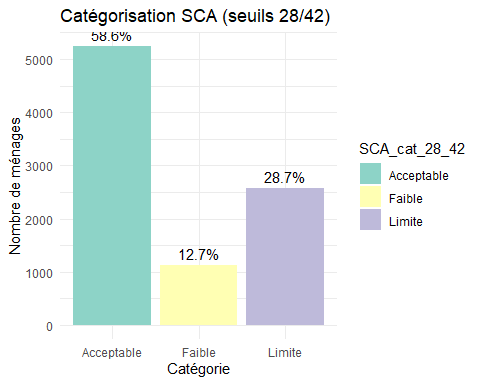 Catégorisation SCA (seuils 28/42)
58.6%
12.7%
28.7%
5000
4000
3000
2000
1000
0
Nombre de ménages
Acceptable
Faible
Limite
Catégorie
SCA_cat_28_42
Acceptable
Faible
Limite